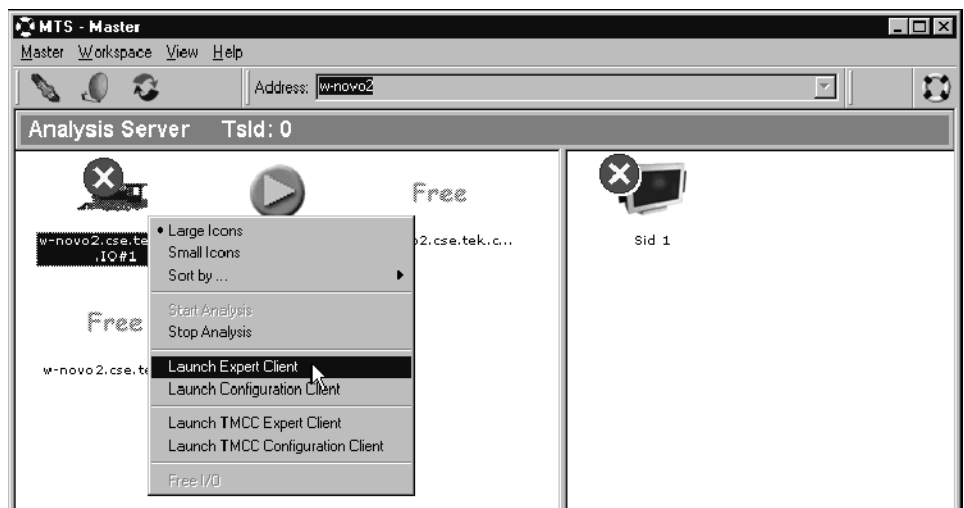 MTS - Master
Master Workspace View Help
Address: w-novo2
Analysis Server TsId: 0
Free
w-novo2.cse.te
.IO#1
2.cse.tek.c...
Sid 1
• Large Icons
Small Icons
Sort by ...
Start Analysis
Stop Analysis
Launch Expert Client
Launch Configuration Client
Launch TMCC Expert Client
Launch TMCC Configuration Client
Free I/O
Free
w-novo2.cse.te